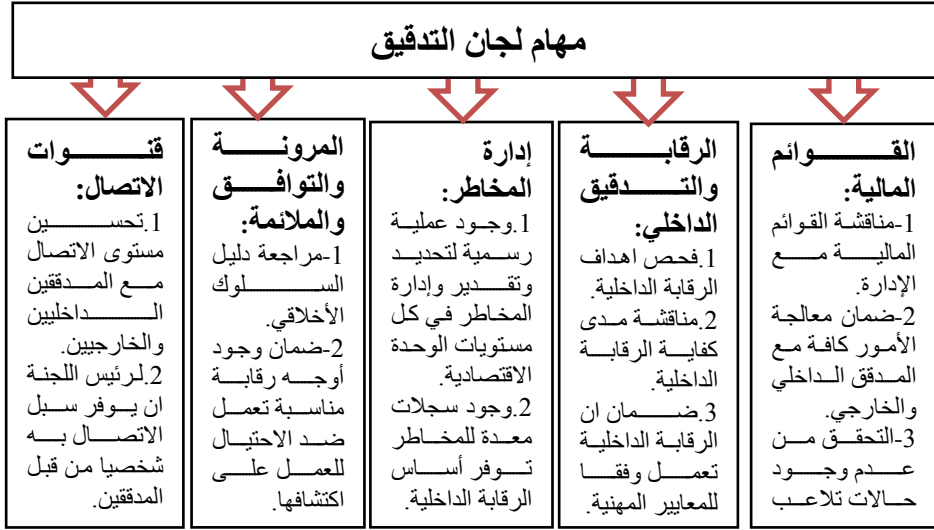 مهام لجان التدقيق
القوائم
المالية:
1-مناقشة القوائم
المالية مع
الإدارة.
2-ضمان معالجة
الأمور كافة مع
المدقق الداخلي
والخارجي.
3-التحقق من
عدم وجود
حالات تلاعب
الرقابة
والتدقيق
الداخلي:
1.فحص اهداف
الرقابة الداخلية.
2.مناقشة مدى
كفاية الرقابة
الداخلية.
3.ضمان ان
الرقابة الداخلية
تعمل وفقا
للمعايير المهنية.
إدارة
المخاطر:
1.وجود عملية
رسمية لتحديد
وتقدير وإدارة
المخاطر في كل
مستويات الوحدة
الاقتصادية.
2.وجود سجلات
معدة للمخاطر
توفر أساس
الرقابة الداخلية.
المرونة
والتوافق
والملائمة:
1-مراجعة دليل
السلوك
الأخلاقي.
2-ضمان وجود
أوجه رقابة
مناسبة تعمل
ضد الاحتيال
للعمل على
اكتشافها.
قنوات
الاتصال:
1.تحسين
مستوى الاتصال
مع المدققين
الداخليين
والخارجيين.
2.لرئيس اللجنة
ان يوفر سبل
الاتصال به
شخصيا من قبل
المدققين.